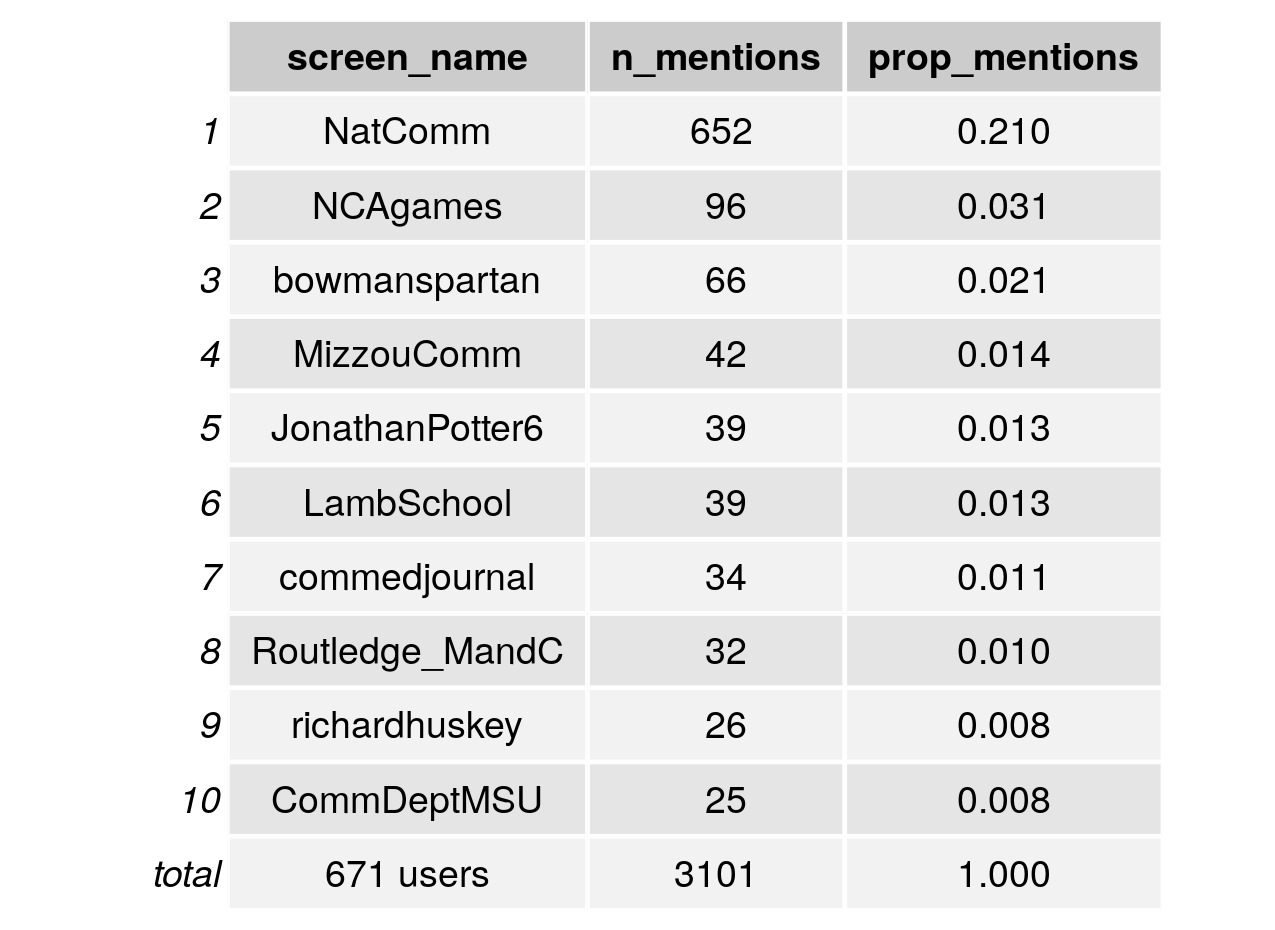 screen_name n_mentions prop_mentions
1 NatComm 652 0.210
2 NCAgames 96 0.031
3 bowmanspartan 66 0.021
4 MizzouComm 42 0.014
5 JonathanPotter6 39 0.013
6 LambSchool 39 0.013
7 commedjournal 34 0.011
8 Routledge_MandC 32 0.010
9 richardhuskey 26 0.008
10 CommDeptMSU 25 0.008
total 671 users 3101 1.000